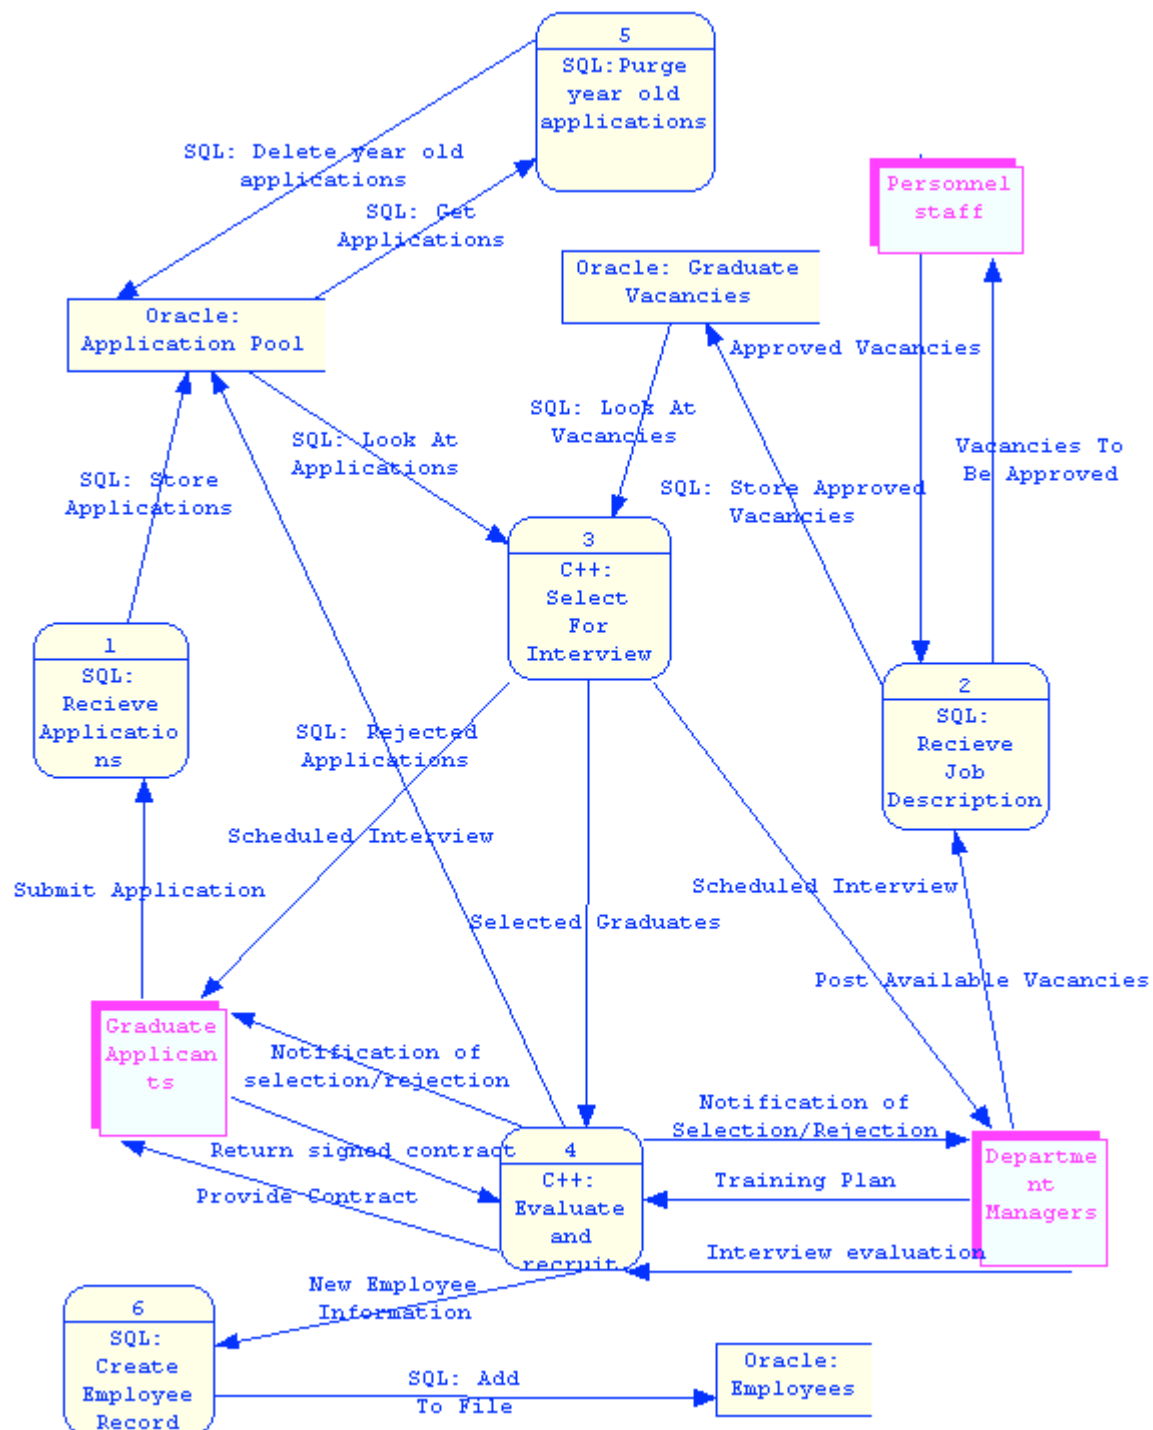 5
SQL:Purge
year old
applications
SQL: Delete year old
applications
Personnel
staff
SQL: Get
Applications
Oracle: Graduate
Vacancies
Oracle:
Application Pool
Approved Vacancies
SQL: Look At
Vacancies
SQL: Look At
Applications
Vacancies To
Be Approved
SQL: Store
Applications
SQL: Store Approved
Vacancies
3
C++:
Select
For
Interview
1
SQL:
Recieve
Applicatio
ns
2
SQL:
Recieve
Job
Description
SQL: Rejected
Applications
Scheduled Interview
Submit Application
Scheduled Interview
Selected Graduates
Post Available Vacancies
Graduate
Applican
ts
Notification of
selection/rejection
Notification of
Selection/Rejection
Return signed contract
4
C++:
Evaluate
and
recruit
Departme
nt
Managers
Training Plan
Provide Contract
Interview evaluation
New Employee
Information
6
SQL:
Create
Employee
Record
SQL: Add
To File
Oracle:
Employees